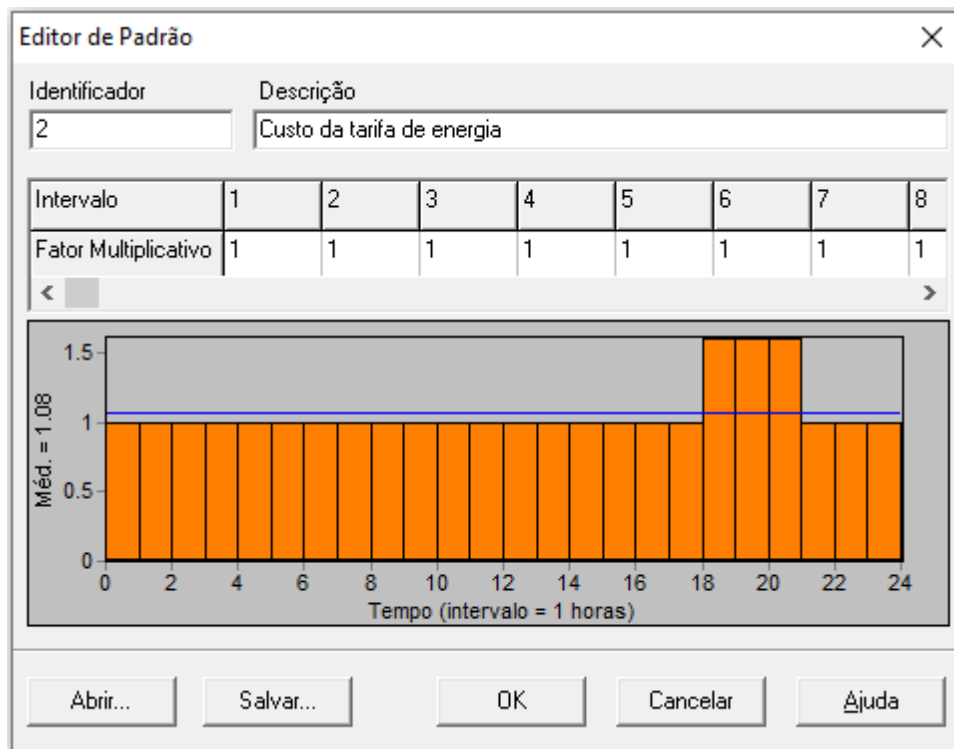 Editor de Padrão
Identificador Descrição
2 Custo da tarifa de energia
Intervalo 1 2 3 4 5 6 7 8
Fator Multiplicativo 1 1 1 1 1 1 1 1
Méd. = 1.08
1.5
1
0.5
0
0 2 4 6 8 10 12 14 16 18 20 22 24
Tempo (intervalo = 1 horas)
Abrir... Salvar... OK Cancelar Ajuda